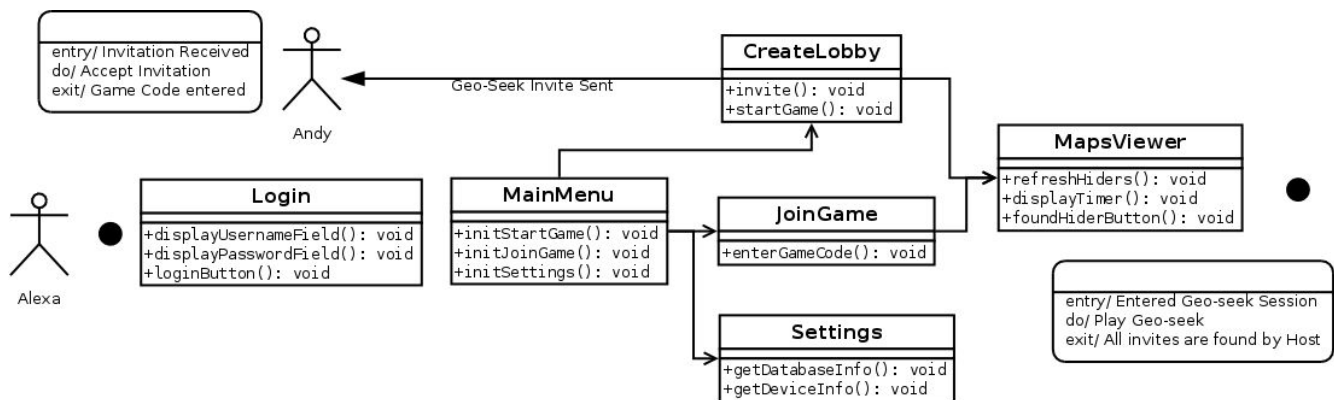 entry/ Invitation Received
do/ Accept Invitation
exit/ Game Code entered
Andy
Geo-Seek Invite Sent
CreateLobby
+invite(): void
+startGame(): void
MapsViewer
+refreshHiders(): void
+displayTimer(): void
+foundHiderButton(): void
Alexa
Login
+displayUsernameField(): void
+displayPasswordField(): void
+loginButton(): void
MainMenu
+initStartGame(): void
+initJoinGame(): void
+initSettings(): void
JoinGame
+enterGameCode(): void
Settings
+getDatabaseInfo(): void
+getDeviceInfo(): void
entry/ Entered Geo-seek Session
do/ Play Geo-seek
exit/ All invites are found by Host